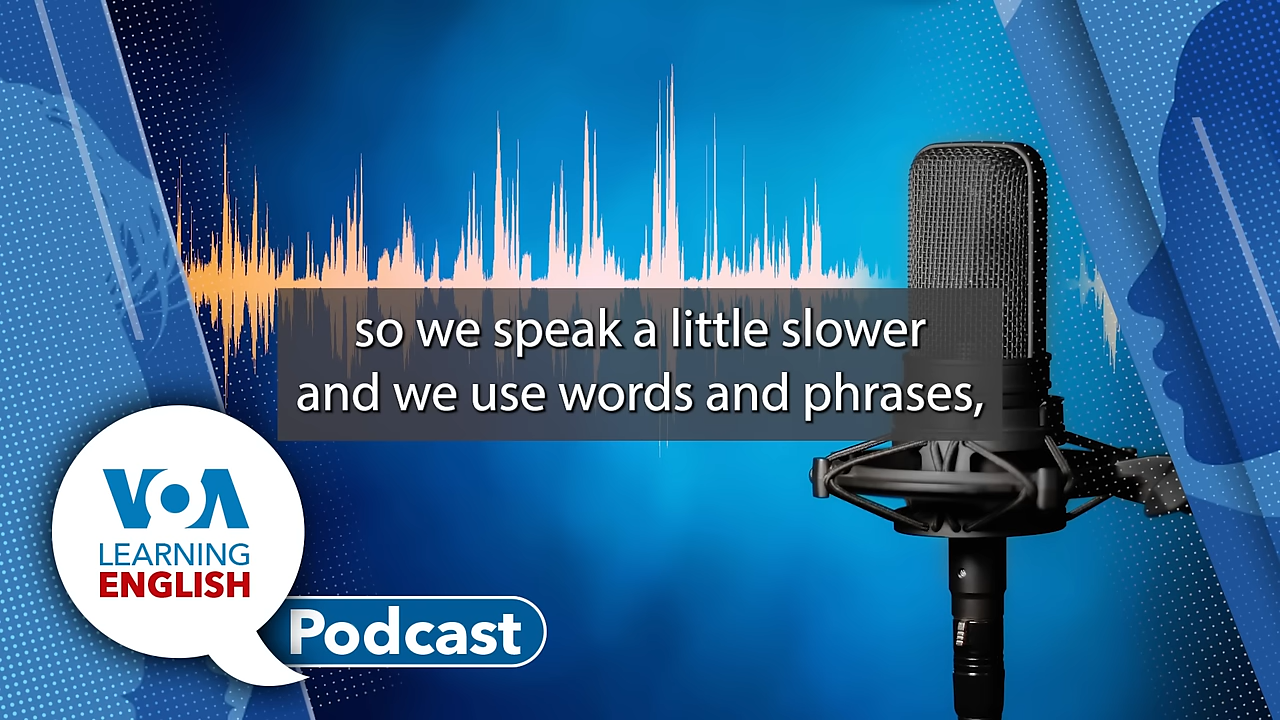 so we speak a little slower
and we use words and phrases,
VOA
LEARNING
ENGLISH
Podcast